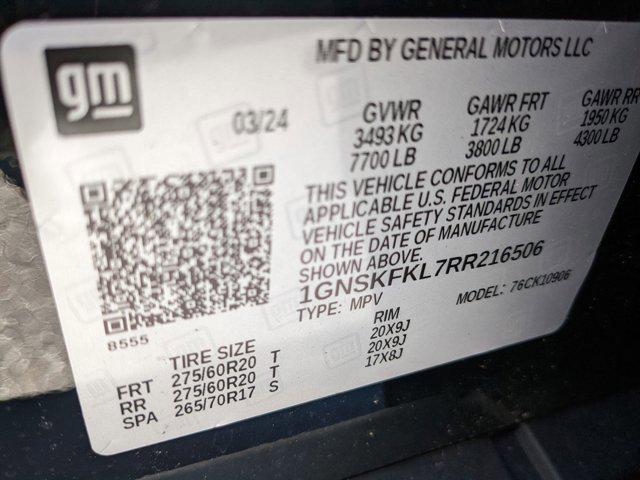 gm
MFD BY GENERAL MOTORS LLC
03/24
GVWR GAWR FRT GAWR RR
3493 KG 1724 KG 1950 KG
7700 LB 3800 LB 4300 LB
THIS VEHICLE CONFORMS TO ALL
APPLICABLE U.S. FEDERAL MOTOR
VEHICLE SAFETY STANDARDS IN EFFECT
ON THE DATE OF MANUFACTURE
SHOWN ABOVE.
1GNSKFKL7RR216506
TYPE: MPV MODEL: 76CK10906
8555
TIRE SIZE RIM
FRT 275/60R20 T 20X9J
RR 275/60R20 T 20X9J
SPA 265/70R17 S 17X8J